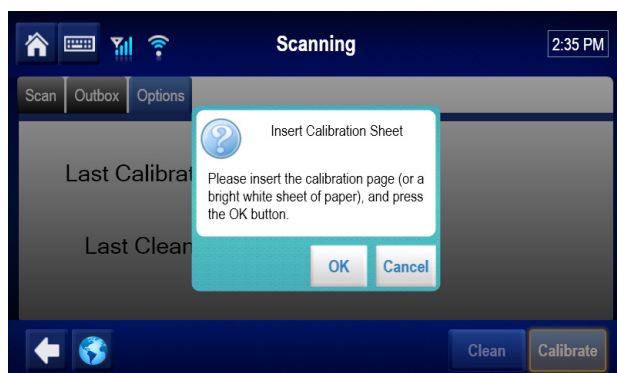 Scanning
2:35 PM
Scan Outbox Options
Insert Calibration Sheet
Last Calibrat
Please insert the calibration page (or a
bright white sheet of paper), and press
the OK button.
Last Clean
OK Cancel
Clean Calibrate